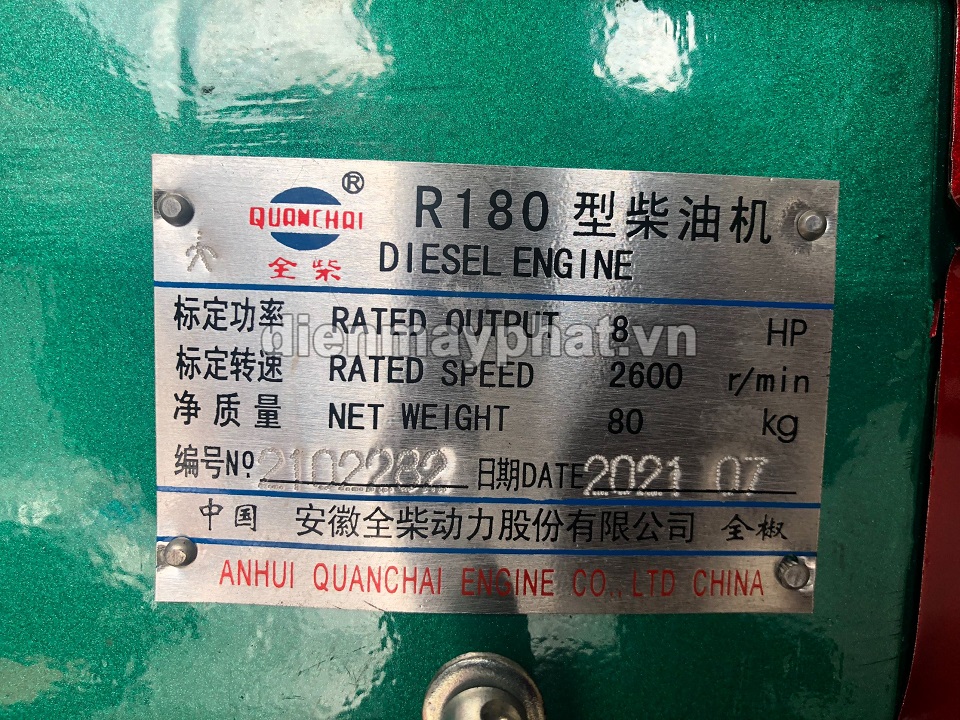 R180 型柴油机
QUANCHAI ®
全柴 DIESEL ENGINE
标定功率 RATED OUTPUT 8 HP
dienmayphat.vn
标定转速 RATED SPEED 2600 r/min
净质量 NET WEIGHT 80 kg
编号Nº 2102232 日期DATE 2021 07
中国 安徽全柴动力股份有限公司 全椒
ANHUI QUANCHAI ENGINE CO.,LTD CHINA